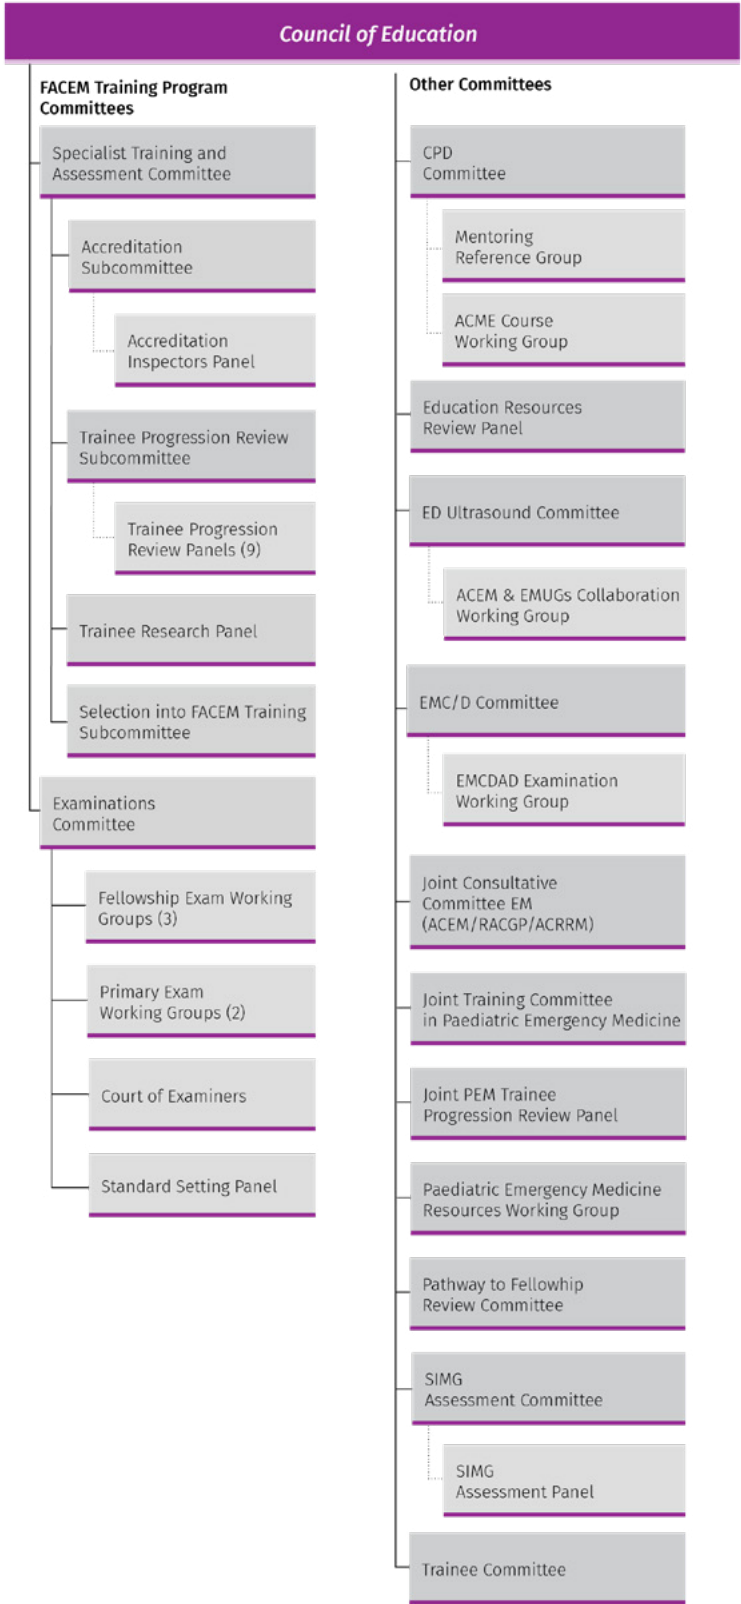 Council of Education
FACEM Training Program
Committees
Specialist Training and
Assessment Committee
Accreditation
Subcommittee
Accreditation
Inspectors Panel
Trainee Progression Review
Subcommittee
Trainee Progression
Review Panels (9)
Trainee Research Panel
Selection into FACEM Training
Subcommittee
Examinations
Committee
Fellowship Exam Working
Groups (3)
Primary Exam
Working Groups (2)
Court of Examiners
Standard Setting Panel
Other Committees
CPD
Committee
Mentoring
Reference Group
ACME Course
Working Group
Education Resources
Review Panel
ED Ultrasound Committee
ACEM & EMUGs Collaboration
Working Group
EMC/D Committee
EMCDAD Examination
Working Group
Joint Consultative
Committee EM
(ACEM/RACGP/ACRRM)
Joint Training Committee
in Paediatric Emergency Medicine
Joint PEM Trainee
Progression Review Panel
Paediatric Emergency Medicine
Resources Working Group
Pathway to Fellowhip
Review Committee
SIMG
Assessment Committee
SIMG
Assessment Panel
Trainee Committee